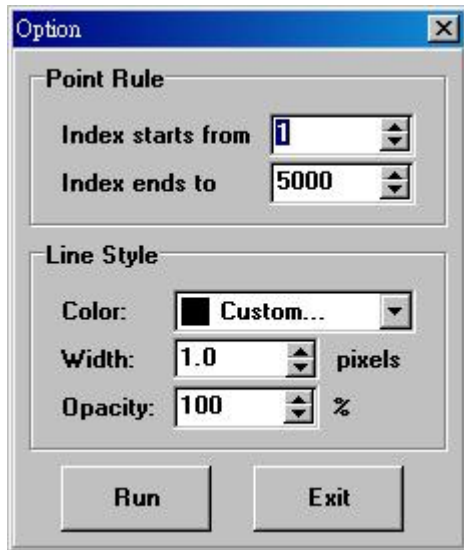 Option
Point Rule
Index starts from 1
Index ends to 5000
Line Style
Color: Custom...
Width: 1.0 pixels
Opacity: 100 %
Run Exit